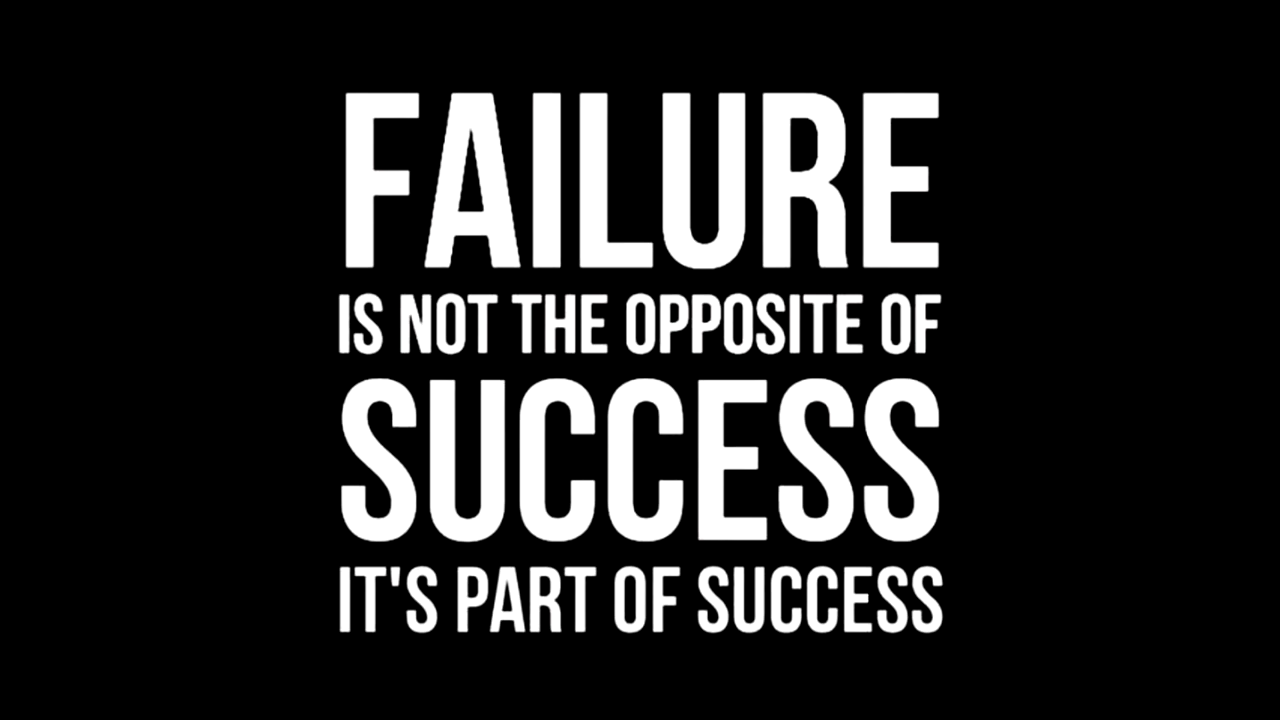 FAILURE
IS NOT THE OPPOSITE OF
SUCCESS
IT'S PART OF SUCCESS